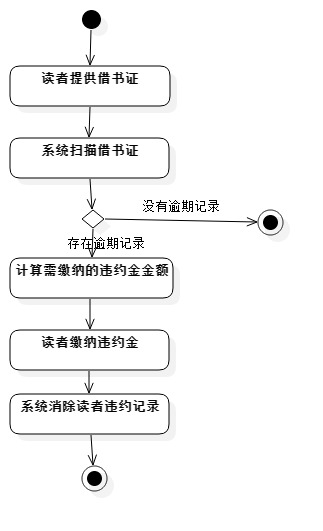 读者提供借书证
系统扫描借书证
没有逾期记录
存在逾期记录
计算需缴纳的违约金金额
读者缴纳违约金
系统消除读者违约记录